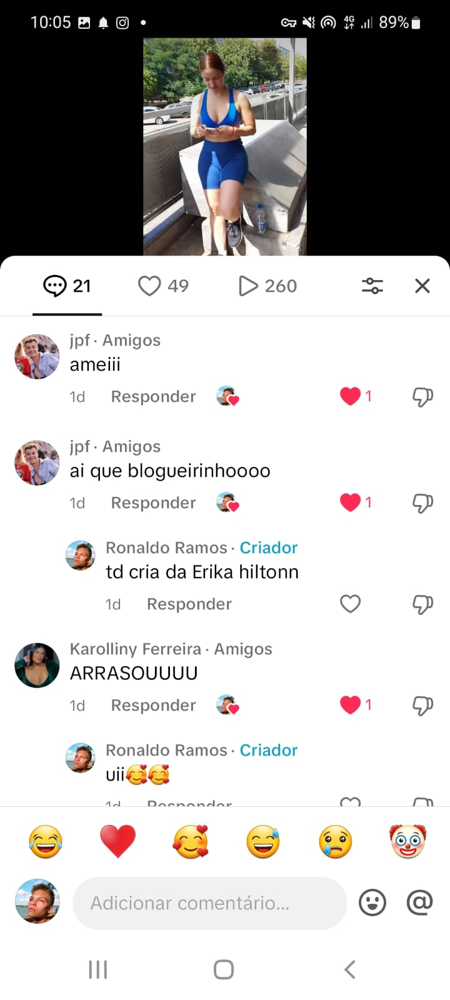 10:05 4G 89%
21 49 260
jpf · Amigos
ameiii
1d Responder 1
jpf · Amigos
ai que blogueirinhoooo
1d Responder 1
Ronaldo Ramos · Criador
td cria da Erika hiltonn
1d Responder
Karolliny Ferreira · Amigos
ARRASOUUUU
1d Responder 1
Ronaldo Ramos · Criador
uii🥰🥰
1d Responder
Adicionar comentário...